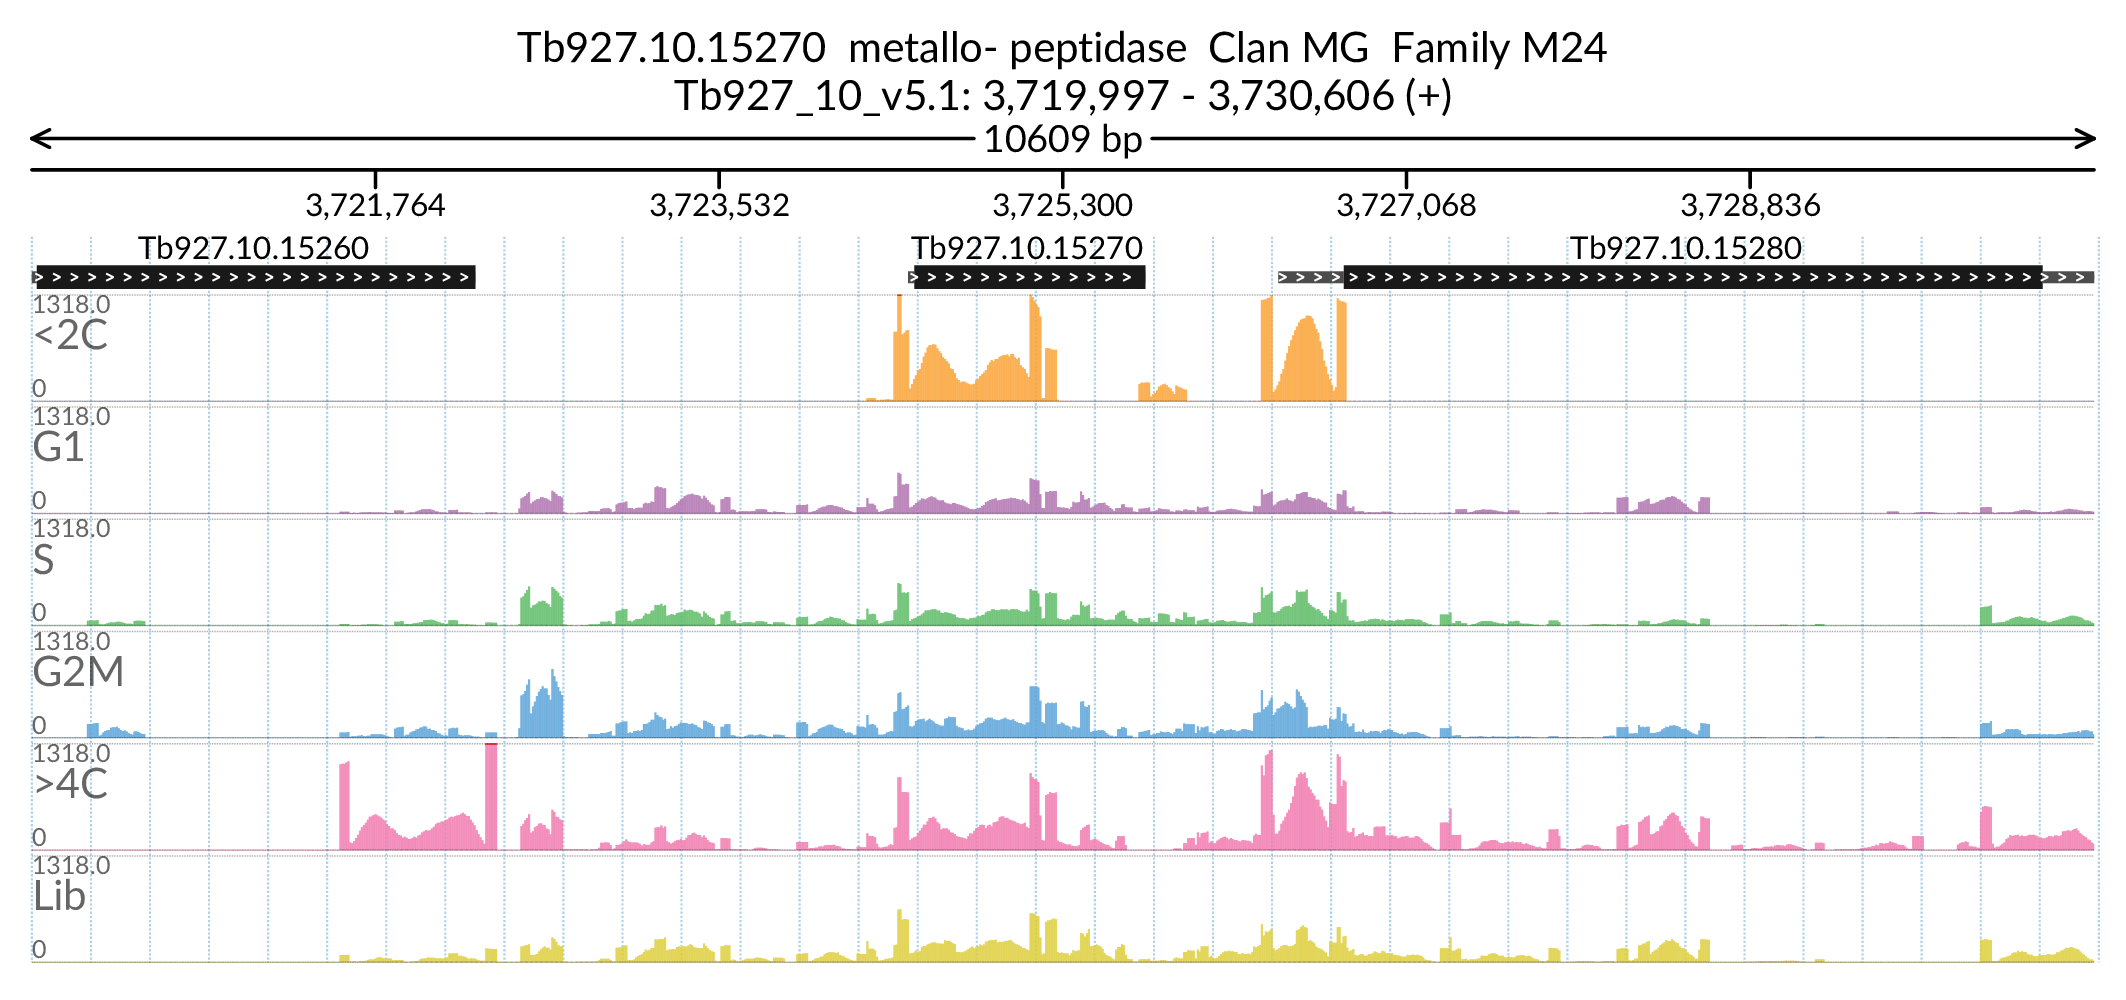 Tb927.10.15270 metallo- peptidase Clan MG Family M24
Tb927_10_v5.1: 3,719,997 - 3,730,606 (+)
10609 bp
3,721,764 3,723,532 3,725,300 3,727,068 3,728,836
Tb927.10.15260 Tb927.10.15270 Tb927.10.15280
1318.0
<2C
0
1318.0
G1
0
1318.0
S
0
1318.0
G2M
0
1318.0
>4C
0
1318.0
Lib
0